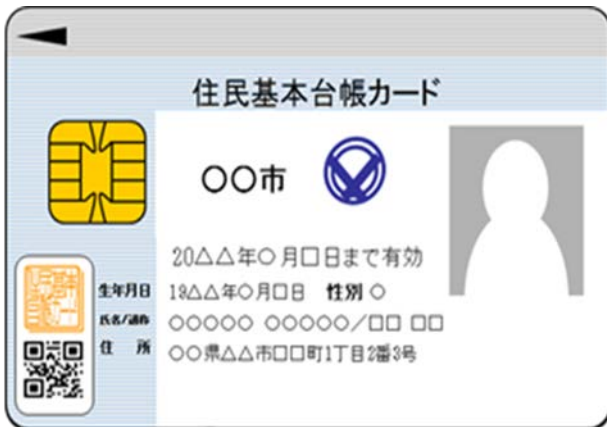 住民基本台帳カード
〇〇市
20△△年〇月□日まで有効
生年月日 19△△年〇月□日 性別 〇
氏名/通称 〇〇〇〇〇 〇〇〇〇〇/□□ □□
住 所 〇〇県△△市□□町1丁目2番3号